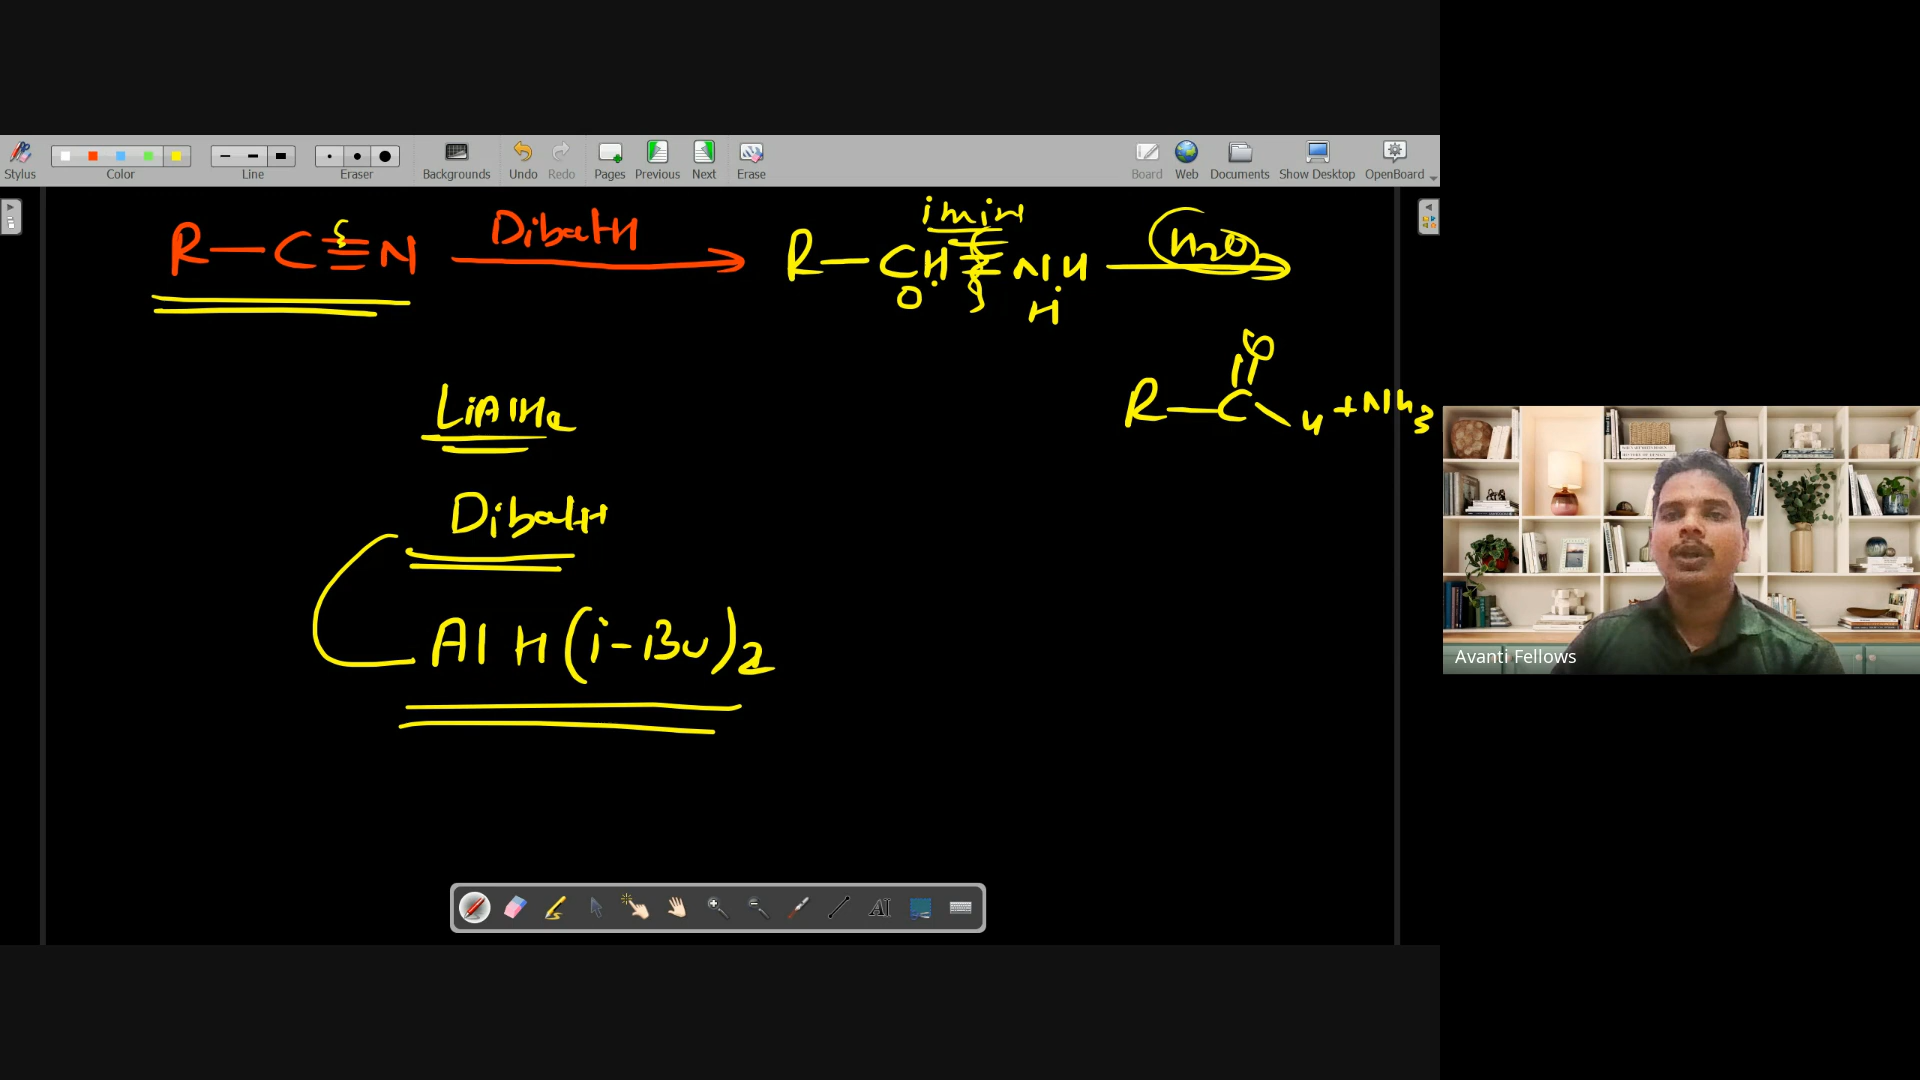 Stylus Color Line Eraser Backgrounds Undo Redo Pages Previous Next Erase Board Web Documents Show Desktop OpenBoard
imin
R—C≡N DibalH R—CH=NH H2O
O H
O
R—C—H + NH3
LiAlH4
DibalH
AlH(i-Bu)2
AI
Avanti Fellows